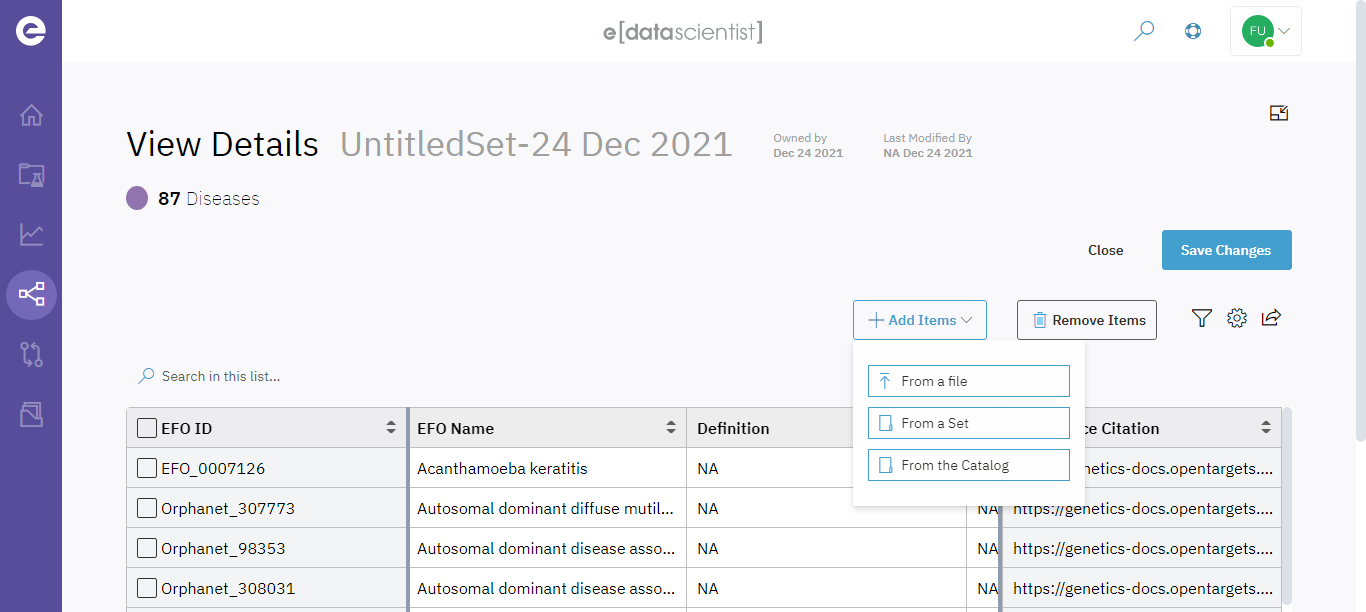 e[datascientist]
FU
View Details UntitledSet-24 Dec 2021
Owned by
Dec 24 2021
Last Modified By
NA Dec 24 2021
87 Diseases
Close
Save Changes
Add Items
Remove Items
From a file
From a Set
From the Catalog
Search in this list...
EFO ID EFO Name Definition ce Citation
EFO_0007126 Acanthamoeba keratitis NA /genetics-docs.opentargets....
Orphanet_307773 Autosomal dominant diffuse mutil... NA NA https://genetics-docs.opentargets....
Orphanet_98353 Autosomal dominant disease asso... NA NA https://genetics-docs.opentargets....
Orphanet_308031 Autosomal dominant disease asso... NA NA https://genetics-docs.opentargets....